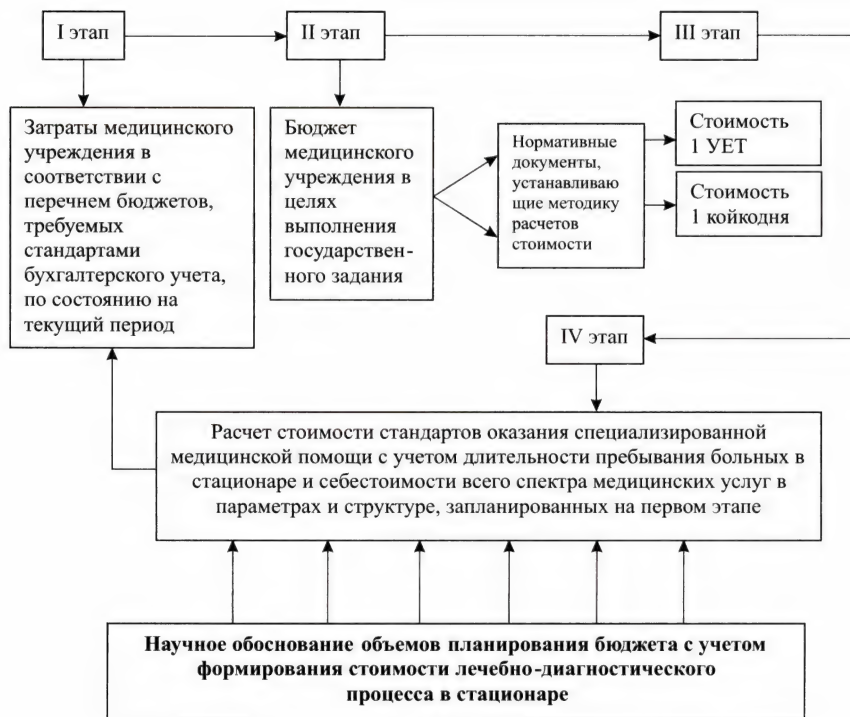 I этап
II этап
III этап
Затраты медицинского
учреждения в
соответствии с
перечнем бюджетов,
требуемых
стандартами
бухгалтерского учета,
по состоянию на
текущий период
Бюджет
медицинского
учреждения в
целях
выполнения
государствен-
ного задания
Нормативные
документы,
устанавливаю
щие методику
расчетов
стоимости
Стоимость
1 УЕТ
Стоимость
1 койкодня
IV этап
Расчет стоимости стандартов оказания специализированной
медицинской помощи с учетом длительности пребывания больных в
стационаре и себестоимости всего спектра медицинских услуг в
параметрах и структуре, запланированных на первом этапе
Научное обоснование объемов планирования бюджета с учетом
формирования стоимости лечебно-диагностического
процесса в стационаре